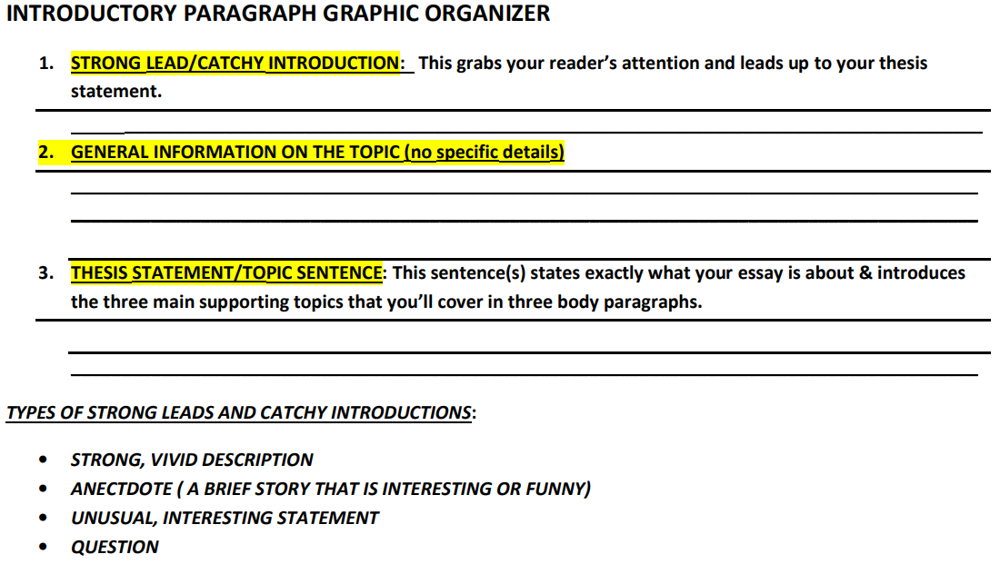 INTRODUCTORY PARAGRAPH GRAPHIC ORGANIZER
1. STRONG LEAD/CATCHY INTRODUCTION: This grabs your reader’s attention and leads up to your thesis
statement.
2. GENERAL INFORMATION ON THE TOPIC (no specific details)
3. THESIS STATEMENT/TOPIC SENTENCE: This sentence(s) states exactly what your essay is about & introduces
the three main supporting topics that you’ll cover in three body paragraphs.
TYPES OF STRONG LEADS AND CATCHY INTRODUCTIONS:
• STRONG, VIVID DESCRIPTION
• ANECTDOTE ( A BRIEF STORY THAT IS INTERESTING OR FUNNY)
• UNUSUAL, INTERESTING STATEMENT
• QUESTION